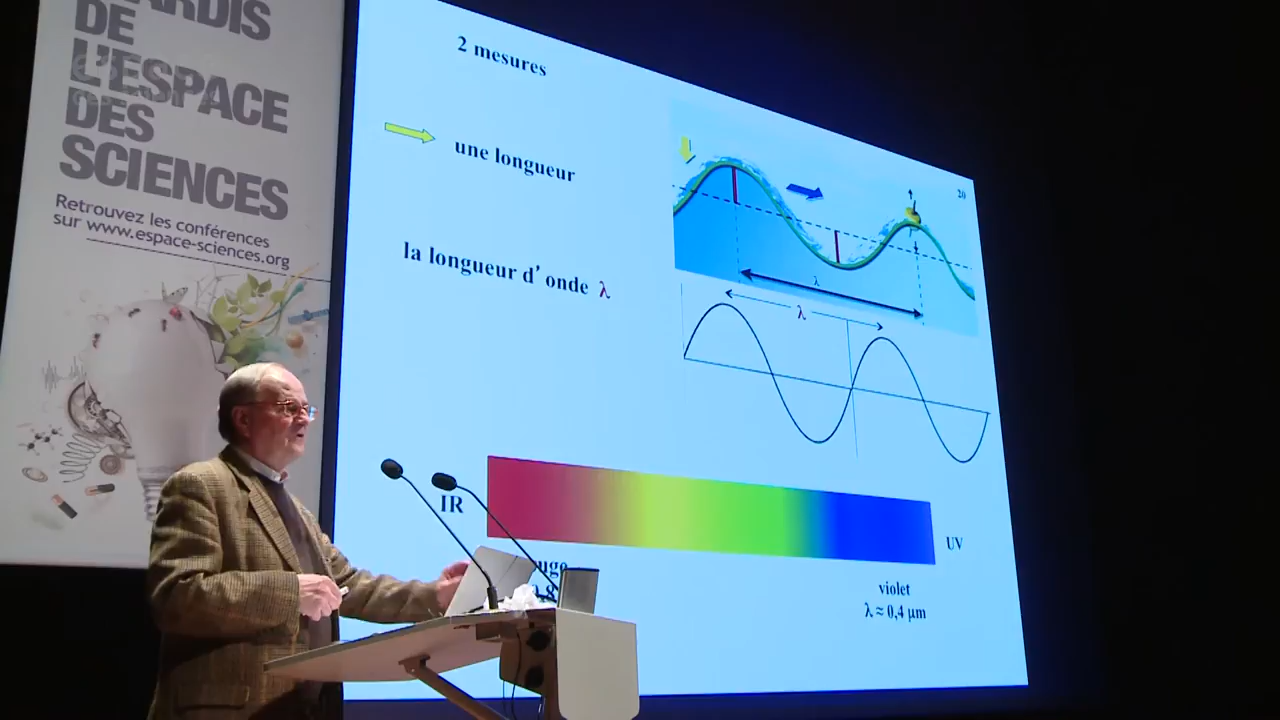 MARDIS
DE
L'ESPACE
DES
SCIENCES
Retrouvez les conférences
sur www.espace-sciences.org
2 mesures
une longueur
20
la longueur d'onde λ
λ
λ
IR
UV
violet
λ ≈ 0,4 µm